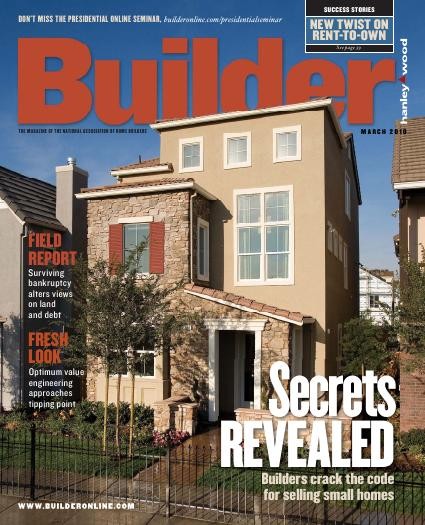 DON'T MISS THE PRESIDENTIAL ONLINE SEMINAR, builderonline.com/presidentialseminar
SUCCESS STORIES
NEW TWIST ON
RENT-TO-OWN
See page 59
Builder
hanley wood
THE MAGAZINE OF THE NATIONAL ASSOCIATION OF HOME BUILDERS
MARCH 2010
FIELD
REPORT
Surviving
bankruptcy
alters views
on land
and debt
FRESH
LOOK
Optimum value
engineering
approaches
tipping point
Secrets
REVEALED
Builders crack the code
for selling small homes
WWW.BUILDERONLINE.COM